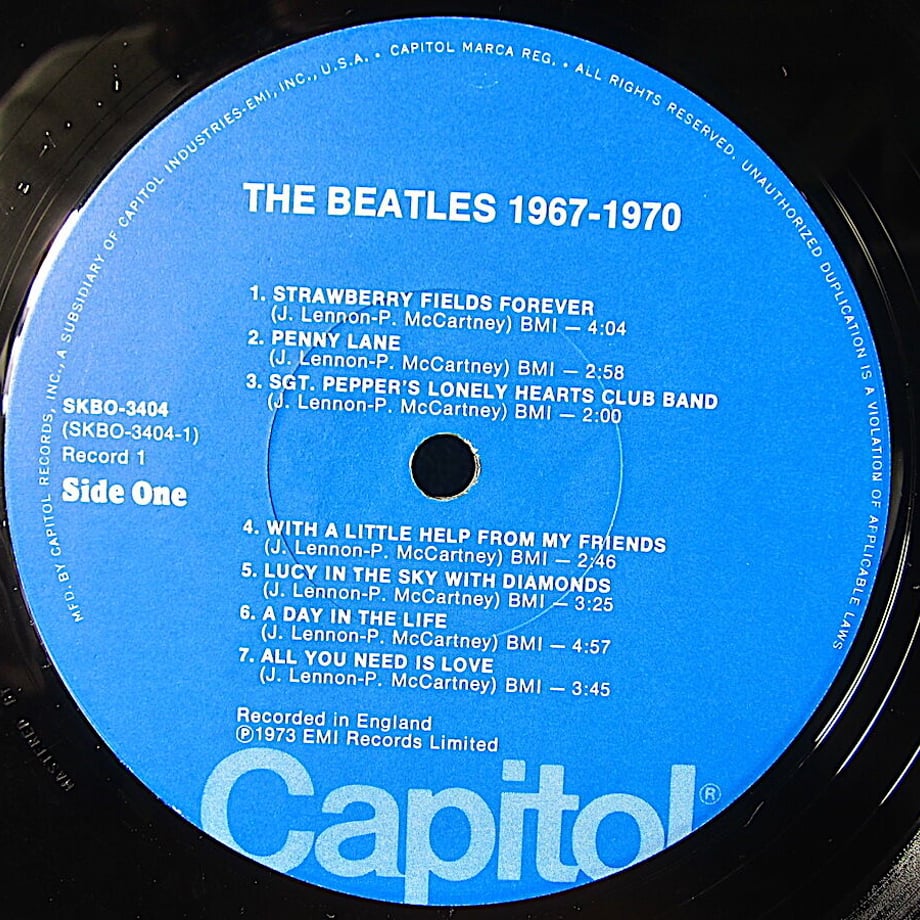 MFD. BY CAPITOL RECORDS, INC., A SUBSIDIARY OF CAPITOL INDUSTRIES-EMI, INC., U.S.A. • CAPITOL MARCA REG. • ALL RIGHTS RESERVED. UNAUTHORIZED DUPLICATION IS A VIOLATION OF APPLICABLE LAWS
THE BEATLES 1967-1970
1. STRAWBERRY FIELDS FOREVER
(J. Lennon-P. McCartney) BMI — 4:04
2. PENNY LANE
(J. Lennon-P. McCartney) BMI — 2:58
3. SGT. PEPPER'S LONELY HEARTS CLUB BAND
(J. Lennon-P. McCartney) BMI — 2:00
SKBO-3404
(SKBO-3404-1)
Record 1
Side One
4. WITH A LITTLE HELP FROM MY FRIENDS
(J. Lennon-P. McCartney) BMI — 2:46
5. LUCY IN THE SKY WITH DIAMONDS
(J. Lennon-P. McCartney) BMI — 3:25
6. A DAY IN THE LIFE
(J. Lennon-P. McCartney) BMI — 4:57
7. ALL YOU NEED IS LOVE
(J. Lennon-P. McCartney) BMI — 3:45
Recorded in England
℗1973 EMI Records Limited
Capitol®
MASTERED BY